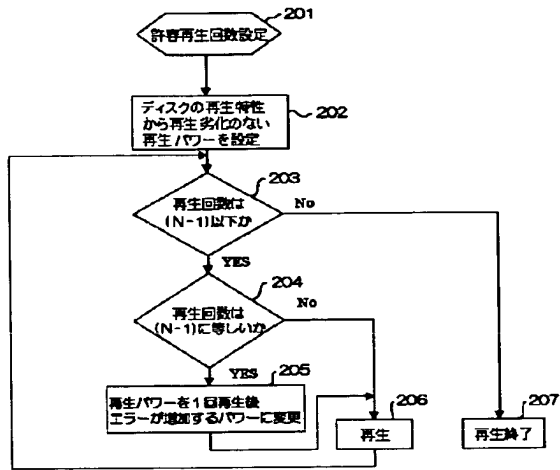 201
許容再生回数設定
202
ディスクの再生特性
から再生劣化のない
再生パワーを設定
203
再生回数は
(N-1)以下か
No
YES
204
再生回数は
(N-1)に等しいか
No
YES
205
再生パワーを1回再生後
エラーが増加するパワーに変更
206
再生
207
再生終了